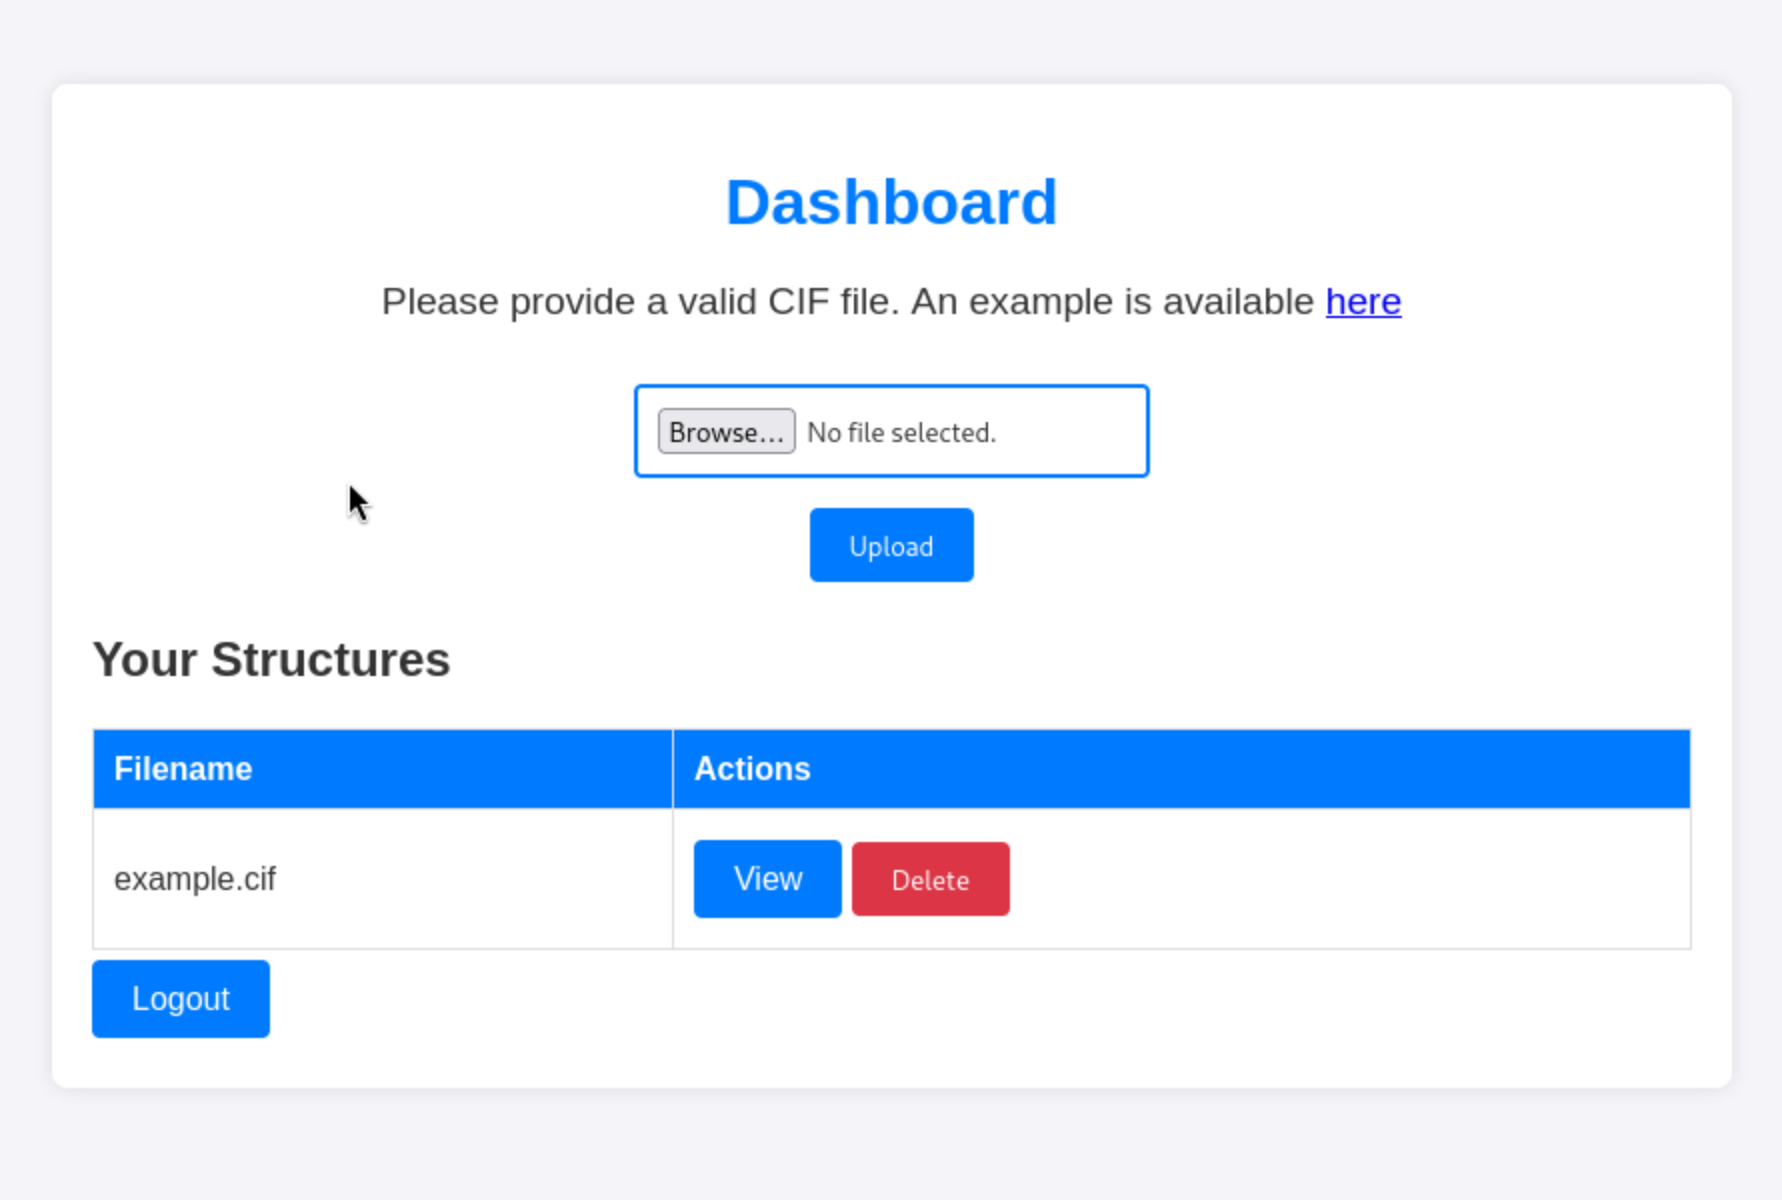 Dashboard
Please provide a valid CIF file. An example is available here
Browse... No file selected.
Upload
Your Structures
Filename Actions
example.cif View Delete
Logout